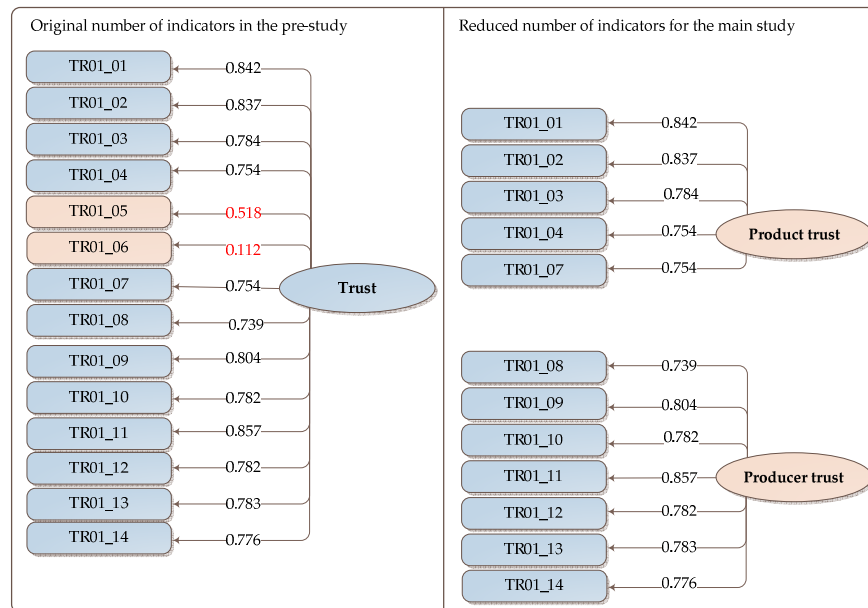 Original number of indicators in the pre-study
TR01_01 0.842
TR01_02 0.837
TR01_03 0.784
TR01_04 0.754
TR01_05 0.518
TR01_06 0.112
TR01_07 0.754
Trust
TR01_08 0.739
TR01_09 0.804
TR01_10 0.782
TR01_11 0.857
TR01_12 0.782
TR01_13 0.783
TR01_14 0.776
Reduced number of indicators for the main study
TR01_01 0.842
TR01_02 0.837
TR01_03 0.784
TR01_04 0.754
Product trust
TR01_07 0.754
TR01_08 0.739
TR01_09 0.804
TR01_10 0.782
TR01_11 0.857
Producer trust
TR01_12 0.782
TR01_13 0.783
TR01_14 0.776